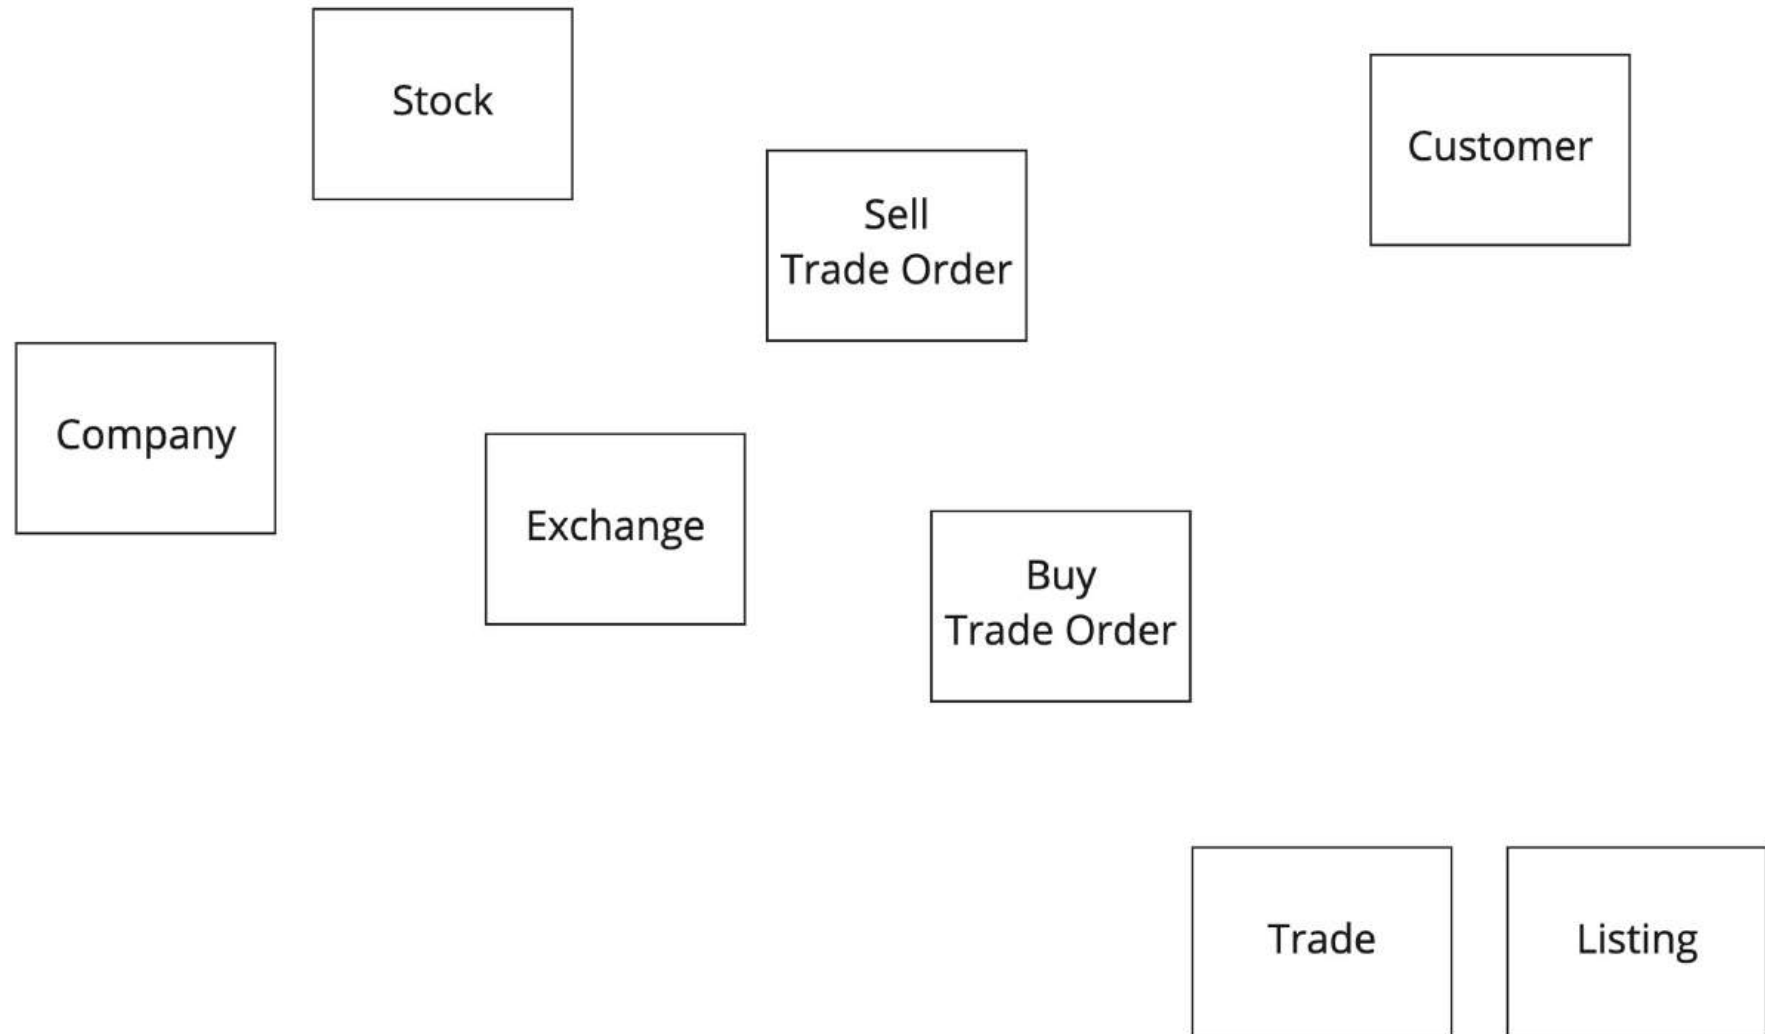 Stock
Customer
Sell
Trade Order
Company
Exchange
Buy
Trade Order
Trade
Listing